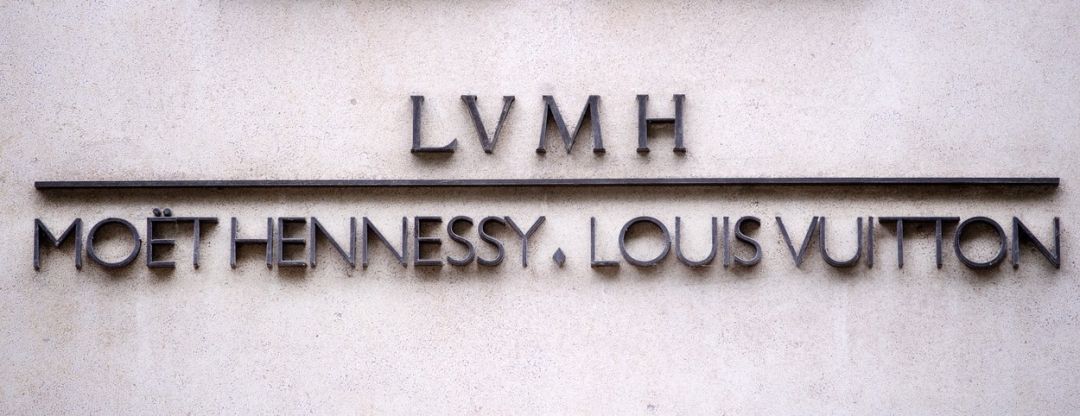 LVMH
MOËT HENNESSY ⬧ LOUIS VUITTON